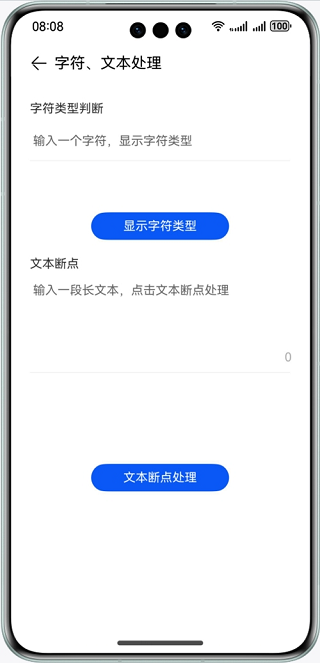 08:08
100
字符、文本处理
字符类型判断
输入一个字符，显示字符类型
显示字符类型
文本断点
输入一段长文本，点击文本断点处理
0
文本断点处理